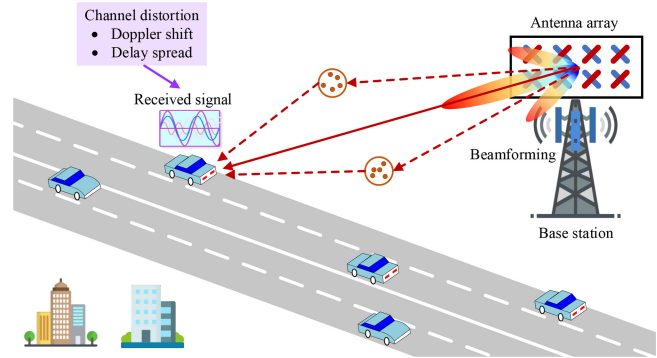 Channel distortion
• Doppler shift
• Delay spread
Received signal
Antenna array
Beamforming
Base station